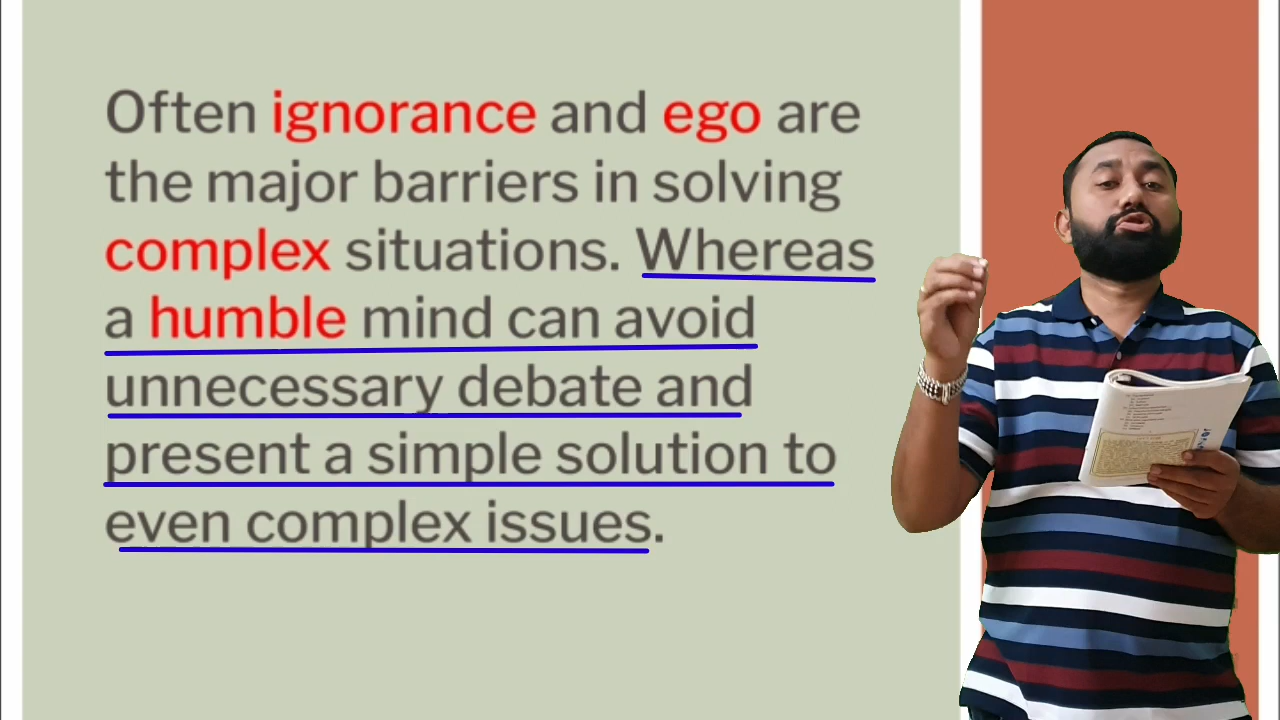 Often ignorance and ego are
the major barriers in solving
complex situations. Whereas
a humble mind can avoid
unnecessary debate and
present a simple solution to
even complex issues.